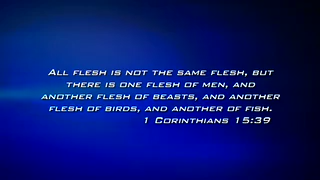 All flesh is not the same flesh, but
there is one flesh of men, and
another flesh of beasts, and another
flesh of birds, and another of fish.
1 Corinthians 15:39